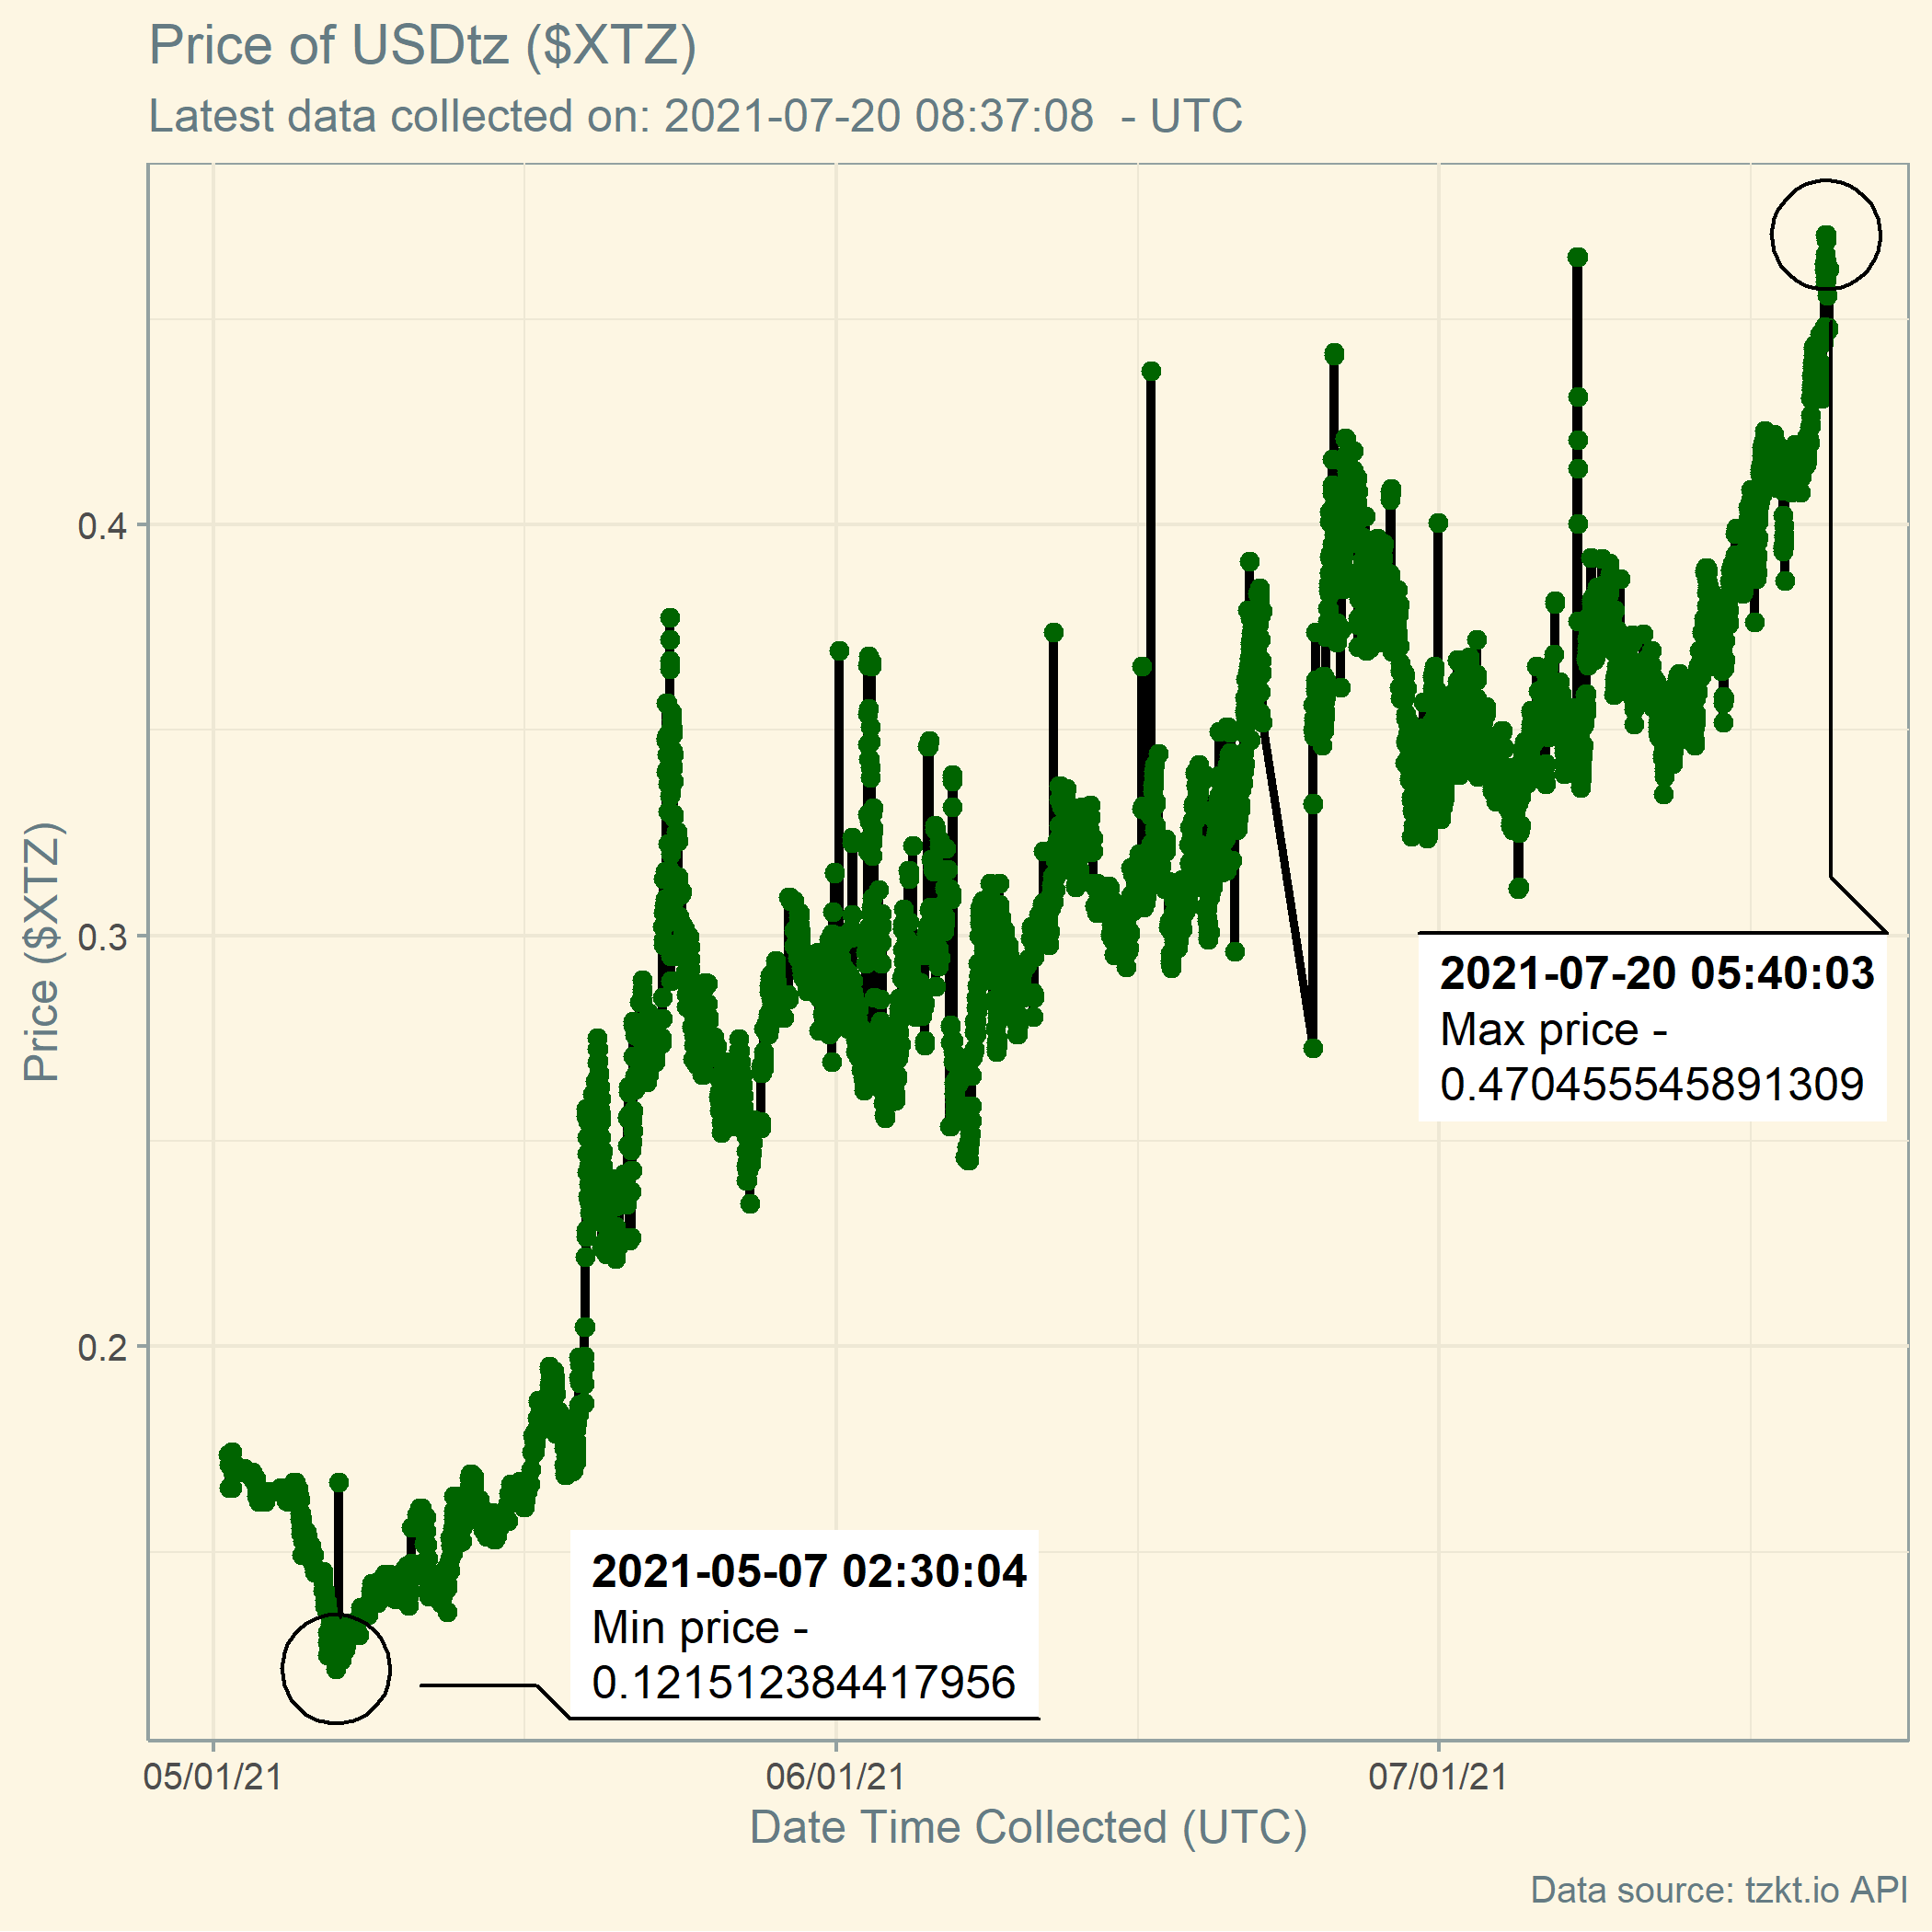 Price of USDtz ($XTZ)
Latest data collected on: 2021-07-20 08:37:08  - UTC
Price ($XTZ)
0.4
0.3
0.2
2021-07-20 05:40:03
Max price -
0.470455545891309
2021-05-07 02:30:04
Min price -
0.121512384417956
05/01/21
06/01/21
07/01/21
Date Time Collected (UTC)
Data source: tzkt.io API